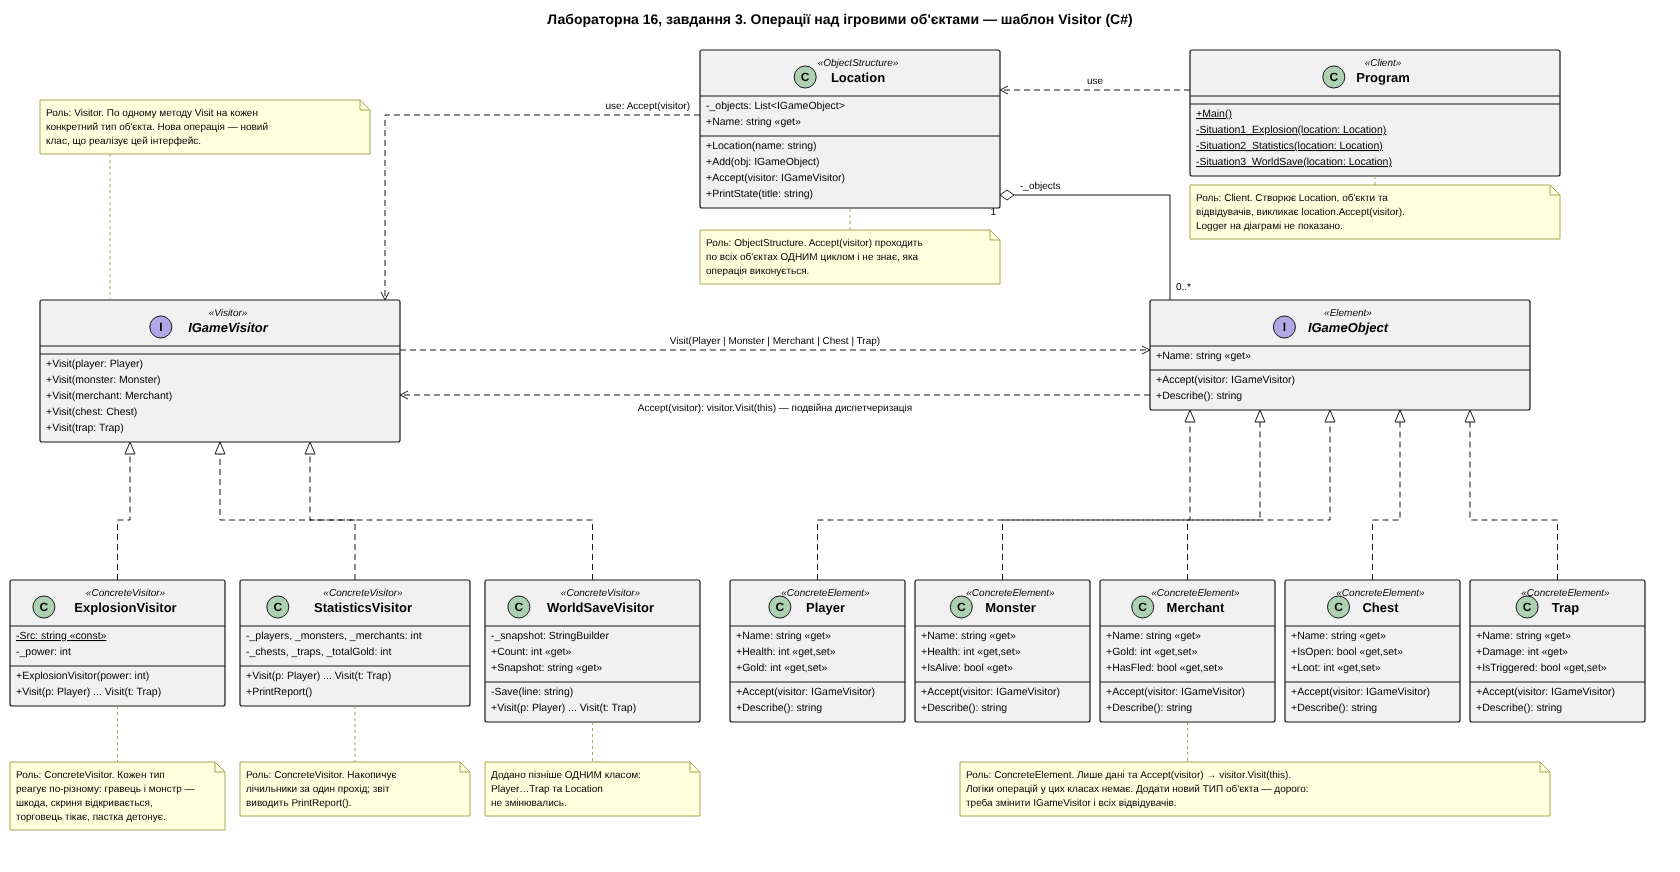 Лабораторна 16, завдання 3. Операції над ігровими об'єктами — шаблон Visitor (C#)
«ObjectStructure»
C Location
-_objects: List<IGameObject>
+Name: string «get»
+Location(name: string)
+Add(obj: IGameObject)
+Accept(visitor: IGameVisitor)
+PrintState(title: string)
use
«Client»
C Program
+Main()
-Situation1_Explosion(location: Location)
-Situation2_Statistics(location: Location)
-Situation3_WorldSave(location: Location)
use: Accept(visitor)
Роль: Visitor. По одному методу Visit на кожен
конкретний тип об'єкта. Нова операція — новий
клас, що реалізує цей інтерфейс.
-_objects
1
0..*
Роль: Client. Створює Location, об'єкти та
відвідувачів, викликає location.Accept(visitor).
Logger на діаграмі не показано.
Роль: ObjectStructure. Accept(visitor) проходить
по всіх об'єктах ОДНИМ циклом і не знає, яка
операція виконується.
«Visitor»
I IGameVisitor
+Visit(player: Player)
+Visit(monster: Monster)
+Visit(merchant: Merchant)
+Visit(chest: Chest)
+Visit(trap: Trap)
Visit(Player | Monster | Merchant | Chest | Trap)
Accept(visitor): visitor.Visit(this) — подвійна диспетчеризація
«Element»
I IGameObject
+Name: string «get»
+Accept(visitor: IGameVisitor)
+Describe(): string
«ConcreteVisitor»
C ExplosionVisitor
-Src: string «const»
-_power: int
+ExplosionVisitor(power: int)
+Visit(p: Player) ... Visit(t: Trap)
«ConcreteVisitor»
C StatisticsVisitor
-_players, _monsters, _merchants: int
-_chests, _traps, _totalGold: int
+Visit(p: Player) ... Visit(t: Trap)
+PrintReport()
«ConcreteVisitor»
C WorldSaveVisitor
-_snapshot: StringBuilder
+Count: int «get»
+Snapshot: string «get»
-Save(line: string)
+Visit(p: Player) ... Visit(t: Trap)
«ConcreteElement»
C Player
+Name: string «get»
+Health: int «get,set»
+Gold: int «get,set»
+Accept(visitor: IGameVisitor)
+Describe(): string
«ConcreteElement»
C Monster
+Name: string «get»
+Health: int «get,set»
+IsAlive: bool «get»
+Accept(visitor: IGameVisitor)
+Describe(): string
«ConcreteElement»
C Merchant
+Name: string «get»
+Gold: int «get,set»
+HasFled: bool «get,set»
+Accept(visitor: IGameVisitor)
+Describe(): string
«ConcreteElement»
C Chest
+Name: string «get»
+IsOpen: bool «get,set»
+Loot: int «get,set»
+Accept(visitor: IGameVisitor)
+Describe(): string
«ConcreteElement»
C Trap
+Name: string «get»
+Damage: int «get»
+IsTriggered: bool «get,set»
+Accept(visitor: IGameVisitor)
+Describe(): string
Роль: ConcreteVisitor. Кожен тип
реагує по-різному: гравець і монстр —
шкода, скриня відкривається,
торговець тікає, пастка детонує.
Роль: ConcreteVisitor. Накопичує
лічильники за один прохід; звіт
виводить PrintReport().
Додано пізніше ОДНИМ класом:
Player…Trap та Location
не змінювались.
Роль: ConcreteElement. Лише дані та Accept(visitor) → visitor.Visit(this).
Логіки операцій у цих класах немає. Додати новий ТИП об'єкта — дорого:
треба змінити IGameVisitor і всіх відвідувачів.